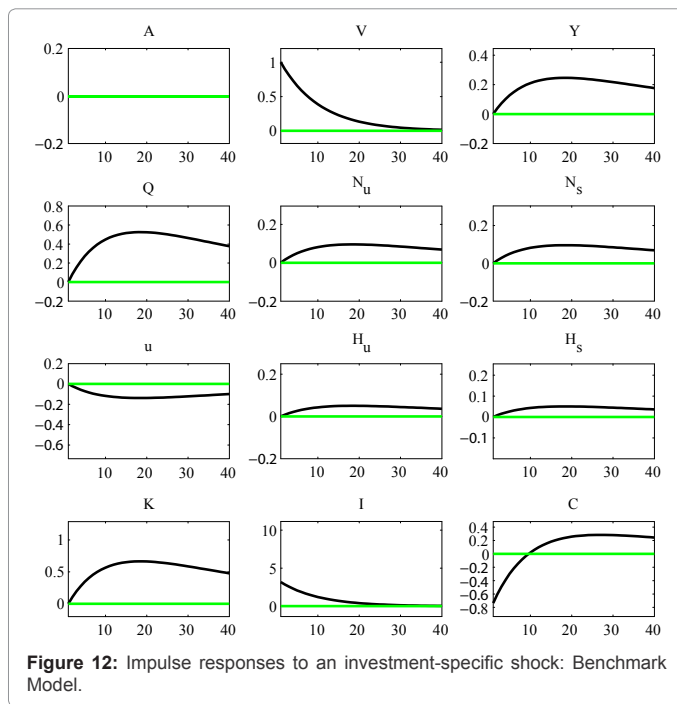 A V Y
0.2 1 0.4
0.5 0.2
0 0 0
−0.2 −0.2
10 20 30 40 10 20 30 40 10 20 30 40
Q N_u N_s
0.8
0.6 0.2 0.2
0.4
0.2
0 0 0
−0.2 −0.2 −0.2
10 20 30 40 10 20 30 40 10 20 30 40
u H_u H_s
0.2 0.2 0.2
0 0.1
−0.2 0 0
−0.4 −0.1
−0.6 −0.2
10 20 30 40 10 20 30 40 10 20 30 40
K I C
1 10 0.4
0.2
0.5 5 0
−0.2
−0.4
−0.6
0 0 −0.8
10 20 30 40 10 20 30 40 10 20 30 40
Figure 12: Impulse responses to an investment-specific shock: Benchmark
Model.